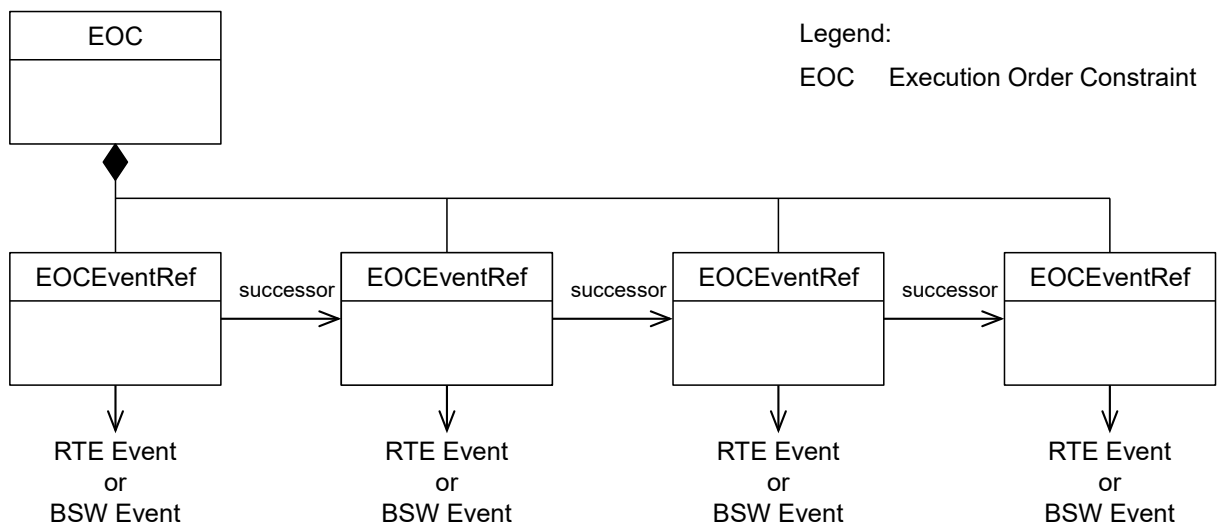 EOC
Legend:
EOC Execution Order Constraint
EOCEventRef
successor
EOCEventRef
successor
EOCEventRef
successor
EOCEventRef
RTE Event
or
BSW Event
RTE Event
or
BSW Event
RTE Event
or
BSW Event
RTE Event
or
BSW Event